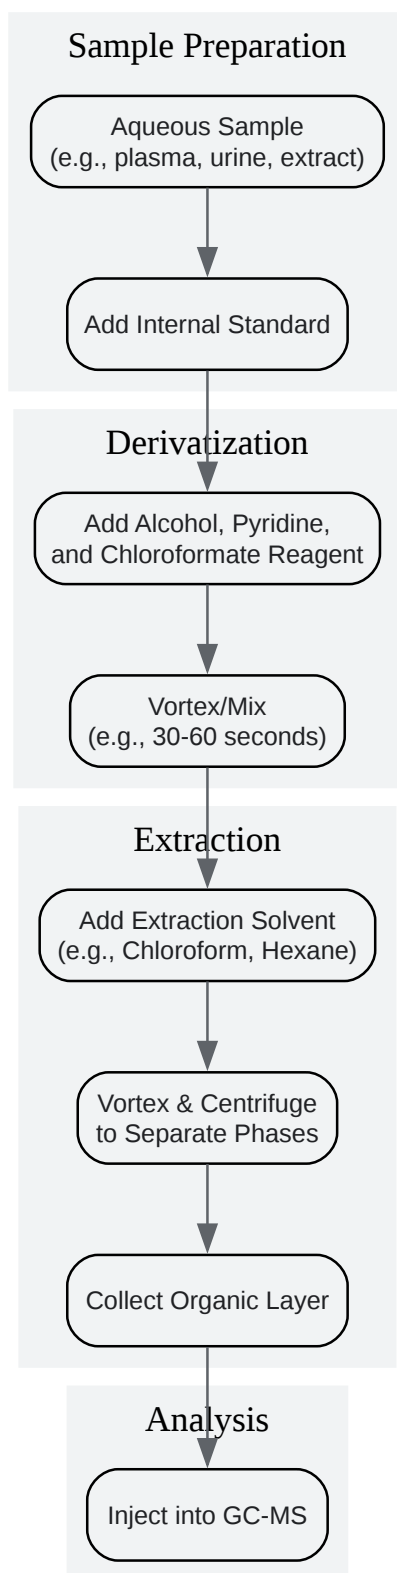 Sample Preparation
Aqueous Sample
(e.g., plasma, urine, extract)
Add Internal Standard
Derivatization
Add Alcohol, Pyridine,
and Chloroformate Reagent
Vortex/Mix
(e.g., 30-60 seconds)
Extraction
Add Extraction Solvent
(e.g., Chloroform, Hexane)
Vortex & Centrifuge
to Separate Phases
Collect Organic Layer
Analysis
Inject into GC-MS